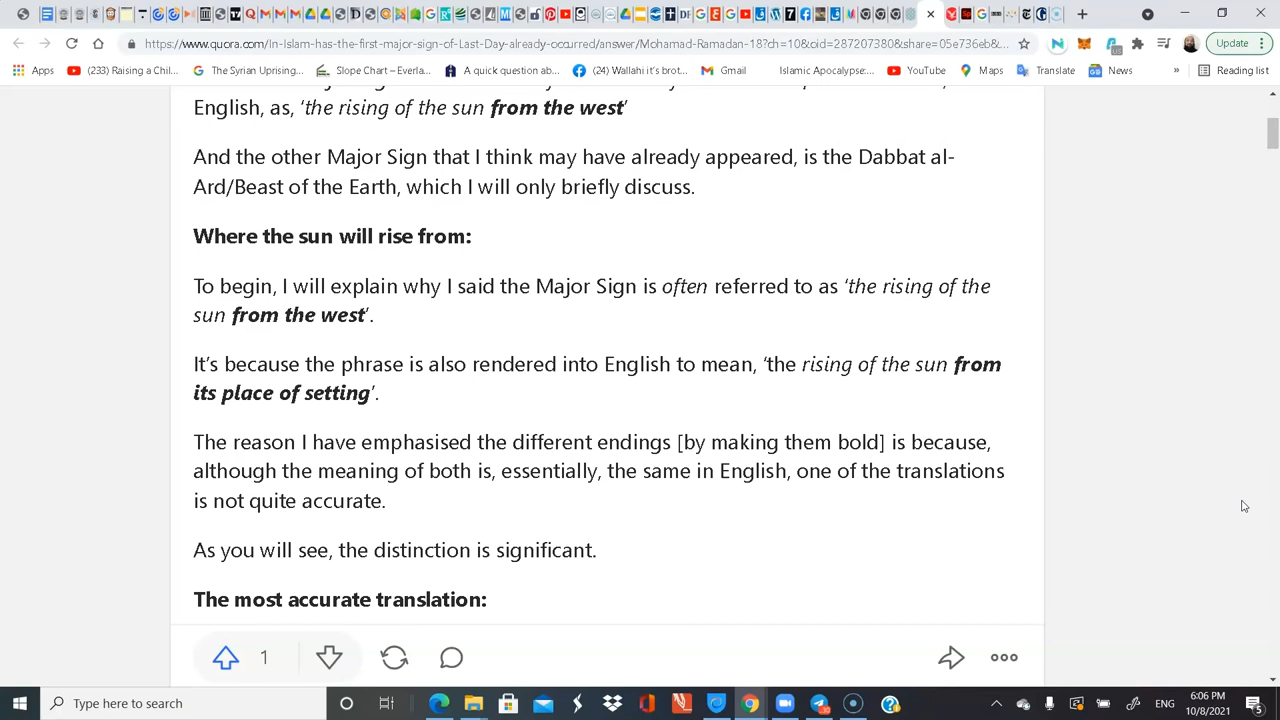 https://www.quora.com/In-Islam-has-the-first-major-sign-of-Last-Day-already-occurred/answer/Mohamed-Ramadan-18?ch=10&oid=287207380&share=05e736eb&...
Update
Apps
(233) Raising a Chil...
The Syrian Uprising...
Slope Chart – Everla...
A quick question ab...
(24) Wallahi it's brot...
Gmail
Islamic Apocalypse:...
YouTube
Maps
Translate
News
»
Reading list
English, as, 'the rising of the sun from the west'
And the other Major Sign that I think may have already appeared, is the Dabbat al-
Ard/Beast of the Earth, which I will only briefly discuss.
Where the sun will rise from:
To begin, I will explain why I said the Major Sign is often referred to as 'the rising of the
sun from the west'.
It's because the phrase is also rendered into English to mean, 'the rising of the sun from
its place of setting'.
The reason I have emphasised the different endings [by making them bold] is because,
although the meaning of both is, essentially, the same in English, one of the translations
is not quite accurate.
As you will see, the distinction is significant.
The most accurate translation:
1
Type here to search
ENG
6:06 PM
10/8/2021
5